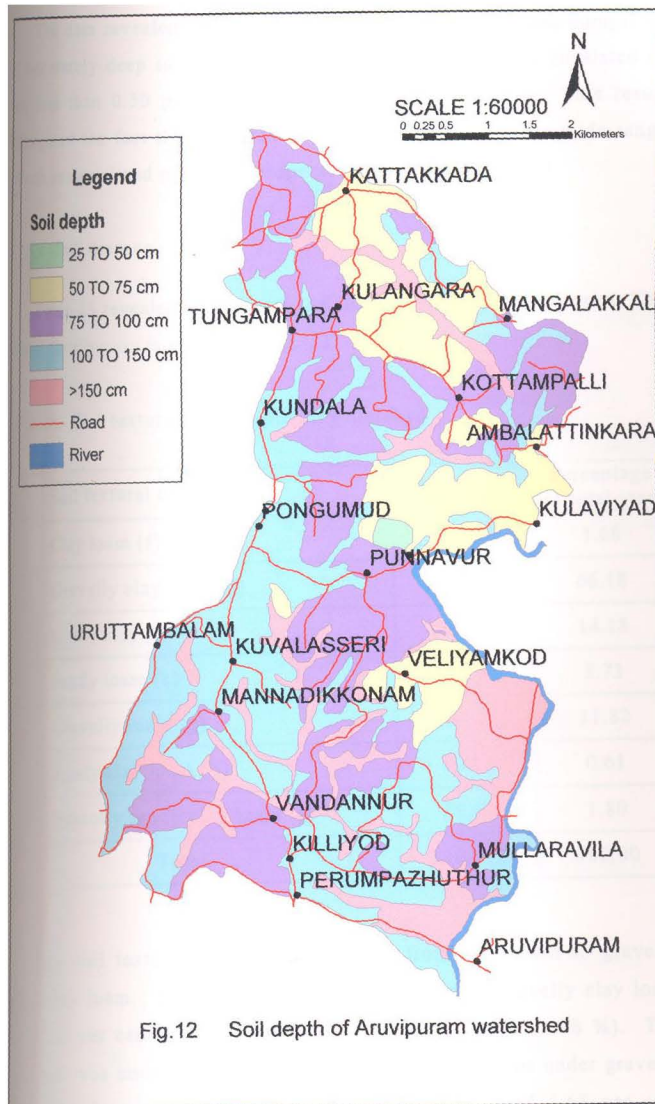 N
SCALE 1:60000
0 0.25 0.5 1 1.5 2
Kilometers
Legend
Soil depth
25 TO 50 cm
50 TO 75 cm
75 TO 100 cm
100 TO 150 cm
>150 cm
Road
River
KATTAKKADA
KULANGARA
MANGALAKKAL
TUNGAMPARA
KOTTAMPALLI
KUNDALA
AMBALATTINKARA
PONGUMUD
KULAVIYAD
PUNNAVUR
URUTTAMBALAM
KUVALASSERI
VELIYAMKOD
MANNADIKKONAM
VANDANNUR
KILLIYOD
MULLARAVILA
PERUMPAZHUTHUR
ARUVIPURAM
Fig.12 Soil depth of Aruvipuram watershed